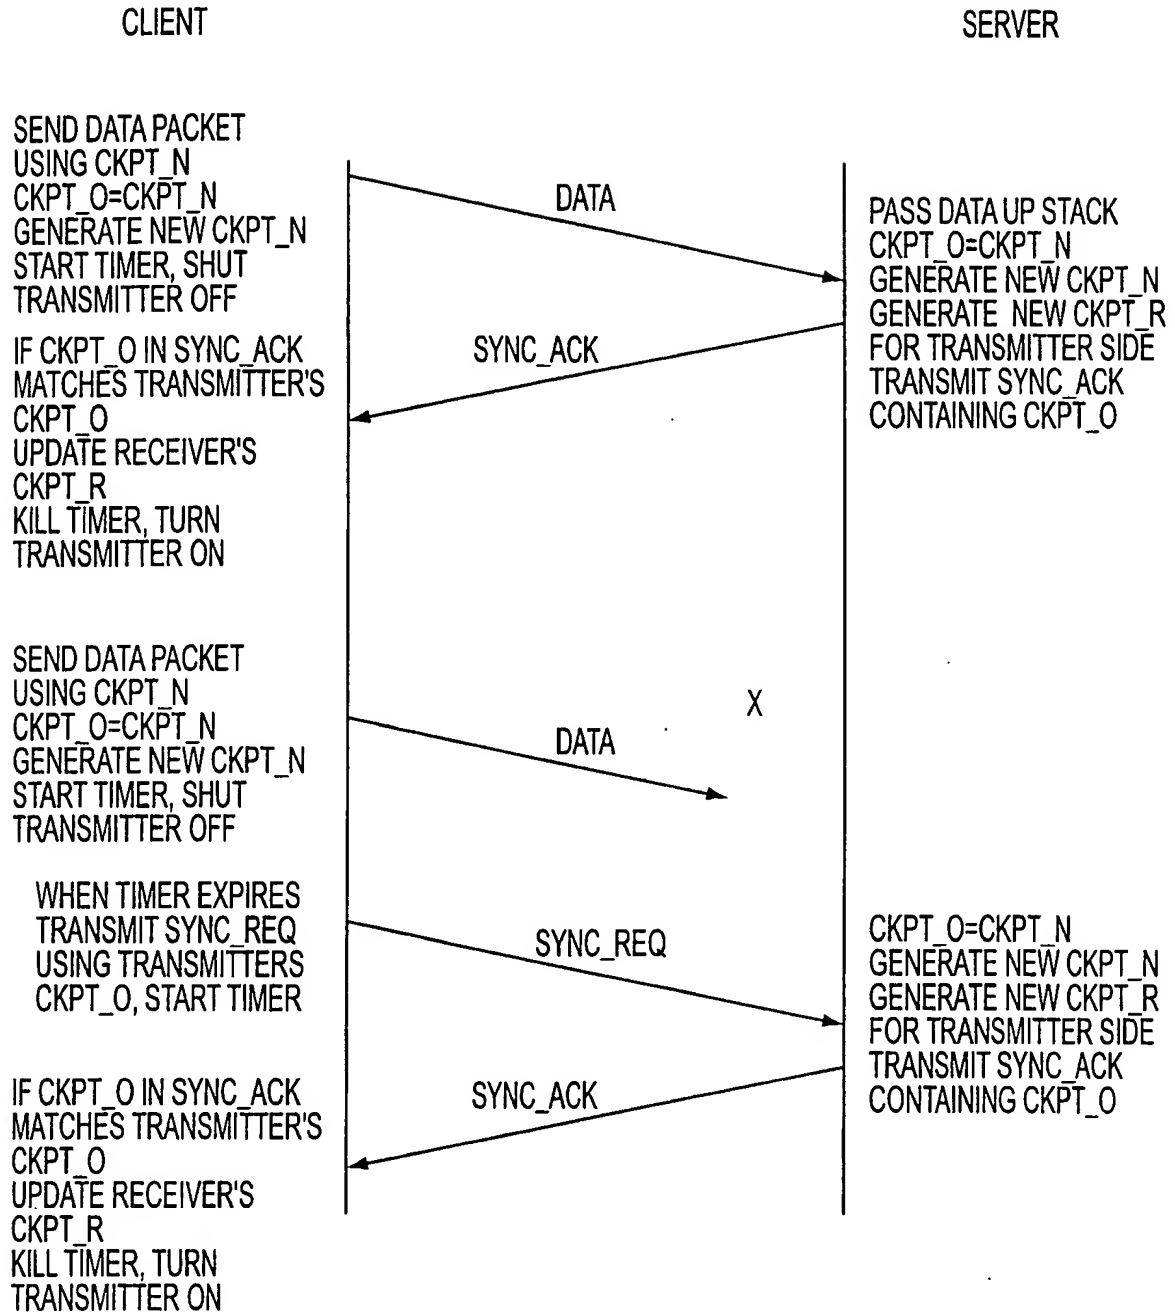 CLIENT
SERVER
SEND DATA PACKET
USING CKPT_N
CKPT_O=CKPT_N
GENERATE NEW CKPT_N
START TIMER, SHUT
TRANSMITTER OFF
DATA
PASS DATA UP STACK
CKPT_O=CKPT_N
GENERATE NEW CKPT_N
GENERATE NEW CKPT_R
FOR TRANSMITTER SIDE
TRANSMIT SYNC_ACK
CONTAINING CKPT_O
SYNC_ACK
IF CKPT_O IN SYNC_ACK
MATCHES TRANSMITTER'S
CKPT_O
UPDATE RECEIVER'S
CKPT_R
KILL TIMER, TURN
TRANSMITTER ON
SEND DATA PACKET
USING CKPT_N
CKPT_O=CKPT_N
GENERATE NEW CKPT_N
START TIMER, SHUT
TRANSMITTER OFF
DATA
X
WHEN TIMER EXPIRES
TRANSMIT SYNC_REQ
USING TRANSMITTERS
CKPT_O, START TIMER
SYNC_REQ
CKPT_O=CKPT_N
GENERATE NEW CKPT_N
GENERATE NEW CKPT_R
FOR TRANSMITTER SIDE
TRANSMIT SYNC_ACK
CONTAINING CKPT_O
SYNC_ACK
IF CKPT_O IN SYNC_ACK
MATCHES TRANSMITTER'S
CKPT_O
UPDATE RECEIVER'S
CKPT_R
KILL TIMER, TURN
TRANSMITTER ON